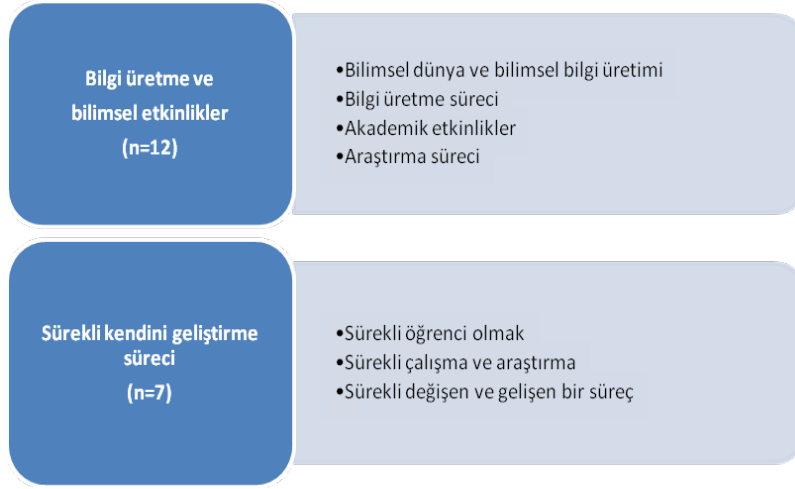 Bilgi üretme ve
bilimsel etkinlikler
(n=12)
•Bilimsel dünya ve bilimsel bilgi üretimi
•Bilgi üretme süreci
•Akademik etkinlikler
•Araştırma süreci
Sürekli kendini geliştirme
süreci
(n=7)
•Sürekli öğrenci olmak
•Sürekli çalışma ve araştırma
•Sürekli değişen ve gelişen bir süreç